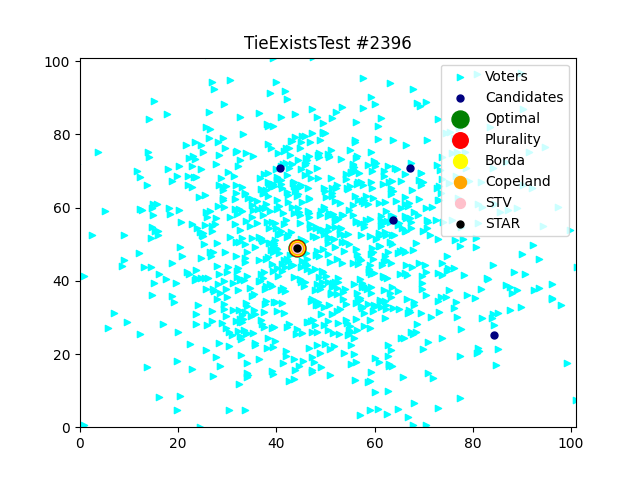 TieExistsTest #2396
Voters
Candidates
Optimal
Plurality
Borda
Copeland
STV
STAR
100
80
60
40
20
0
0 20 40 60 80 100